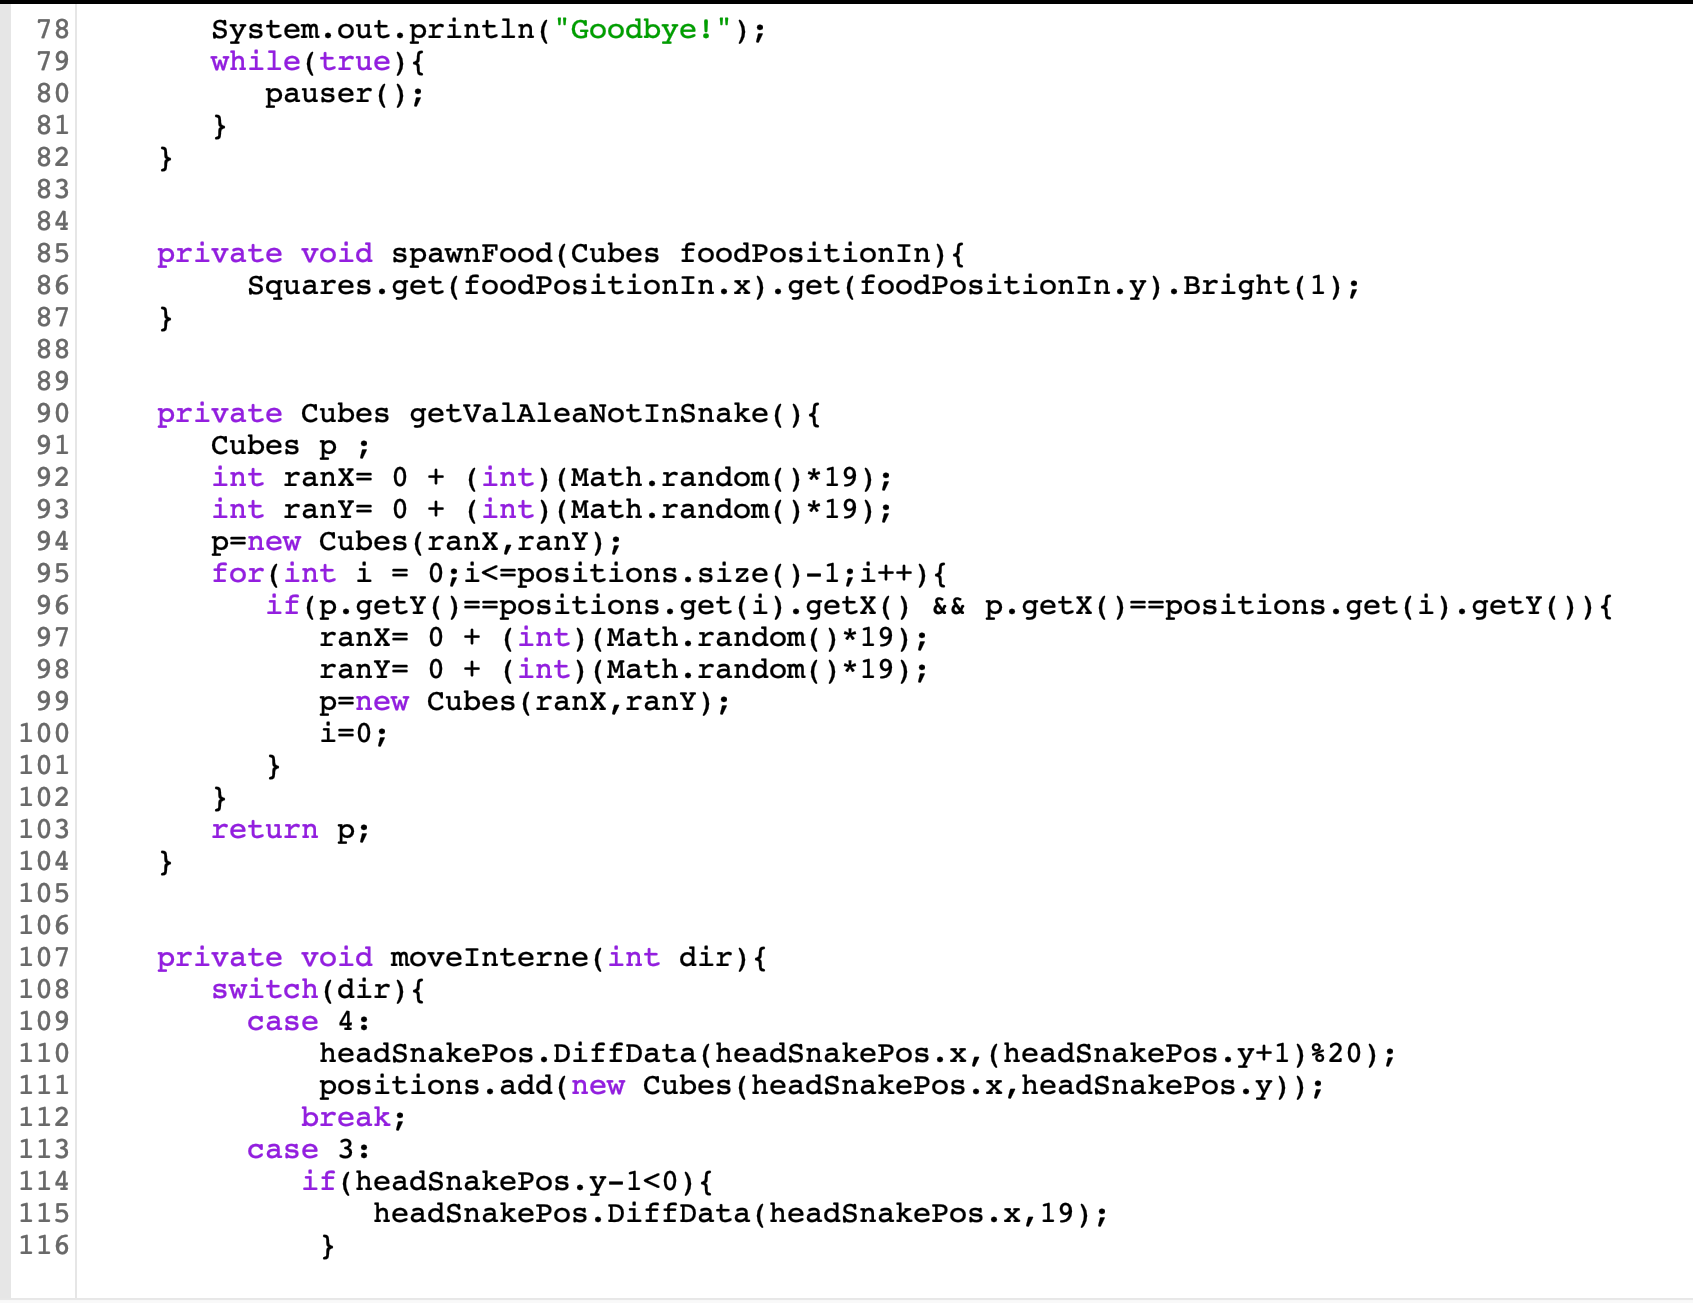 78 System.out.println("Goodbye!");
79 while(true){
80 pauser();
81 }
82 }
83
84
85 private void spawnFood(Cubes foodPositionIn){
86 Squares.get(foodPositionIn.x).get(foodPositionIn.y).Bright(1);
87 }
88
89
90 private Cubes getValAleaNotInSnake(){
91 Cubes p ;
92 int ranX= 0 + (int)(Math.random()*19);
93 int ranY= 0 + (int)(Math.random()*19);
94 p=new Cubes(ranX,ranY);
95 for(int i = 0;i<=positions.size()-1;i++){
96 if(p.getY()==positions.get(i).getX() && p.getX()==positions.get(i).getY()){
97 ranX= 0 + (int)(Math.random()*19);
98 ranY= 0 + (int)(Math.random()*19);
99 p=new Cubes(ranX,ranY);
100 i=0;
101 }
102 }
103 return p;
104 }
105
106
107 private void moveInterne(int dir){
108 switch(dir){
109 case 4:
110 headSnakePos.DiffData(headSnakePos.x,(headSnakePos.y+1)%20);
111 positions.add(new Cubes(headSnakePos.x,headSnakePos.y));
112 break;
113 case 3:
114 if(headSnakePos.y-1<0){
115 headSnakePos.DiffData(headSnakePos.x,19);
116 }